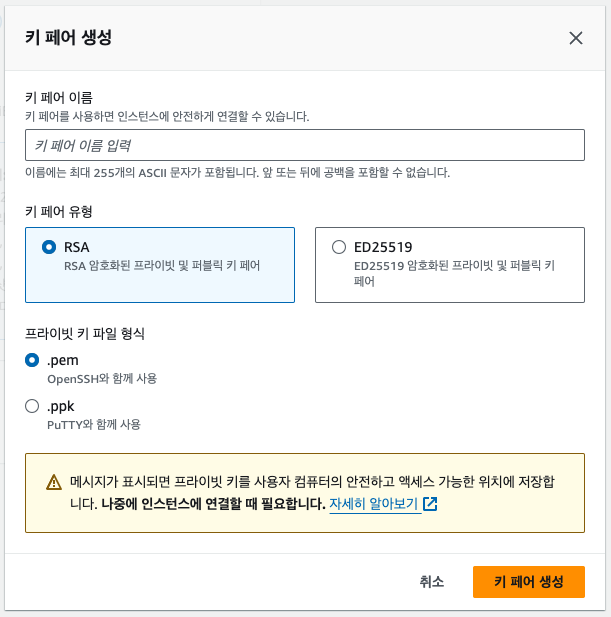 키 페어 생성
키 페어 이름
키 페어를 사용하면 인스턴스에 안전하게 연결할 수 있습니다.
키 페어 이름 입력
이름에는 최대 255개의 ASCII 문자가 포함됩니다. 앞 또는 뒤에 공백을 포함할 수 없습니다.
키 페어 유형
RSA
RSA 암호화된 프라이빗 및 퍼블릭 키 페어
ED25519
ED25519 암호화된 프라이빗 및 퍼블릭 키
페어
프라이빗 키 파일 형식
.pem
OpenSSH와 함께 사용
.ppk
PuTTY와 함께 사용
메시지가 표시되면 프라이빗 키를 사용자 컴퓨터의 안전하고 액세스 가능한 위치에 저장합
니다. 나중에 인스턴스에 연결할 때 필요합니다. 자세히 알아보기
취소
키 페어 생성